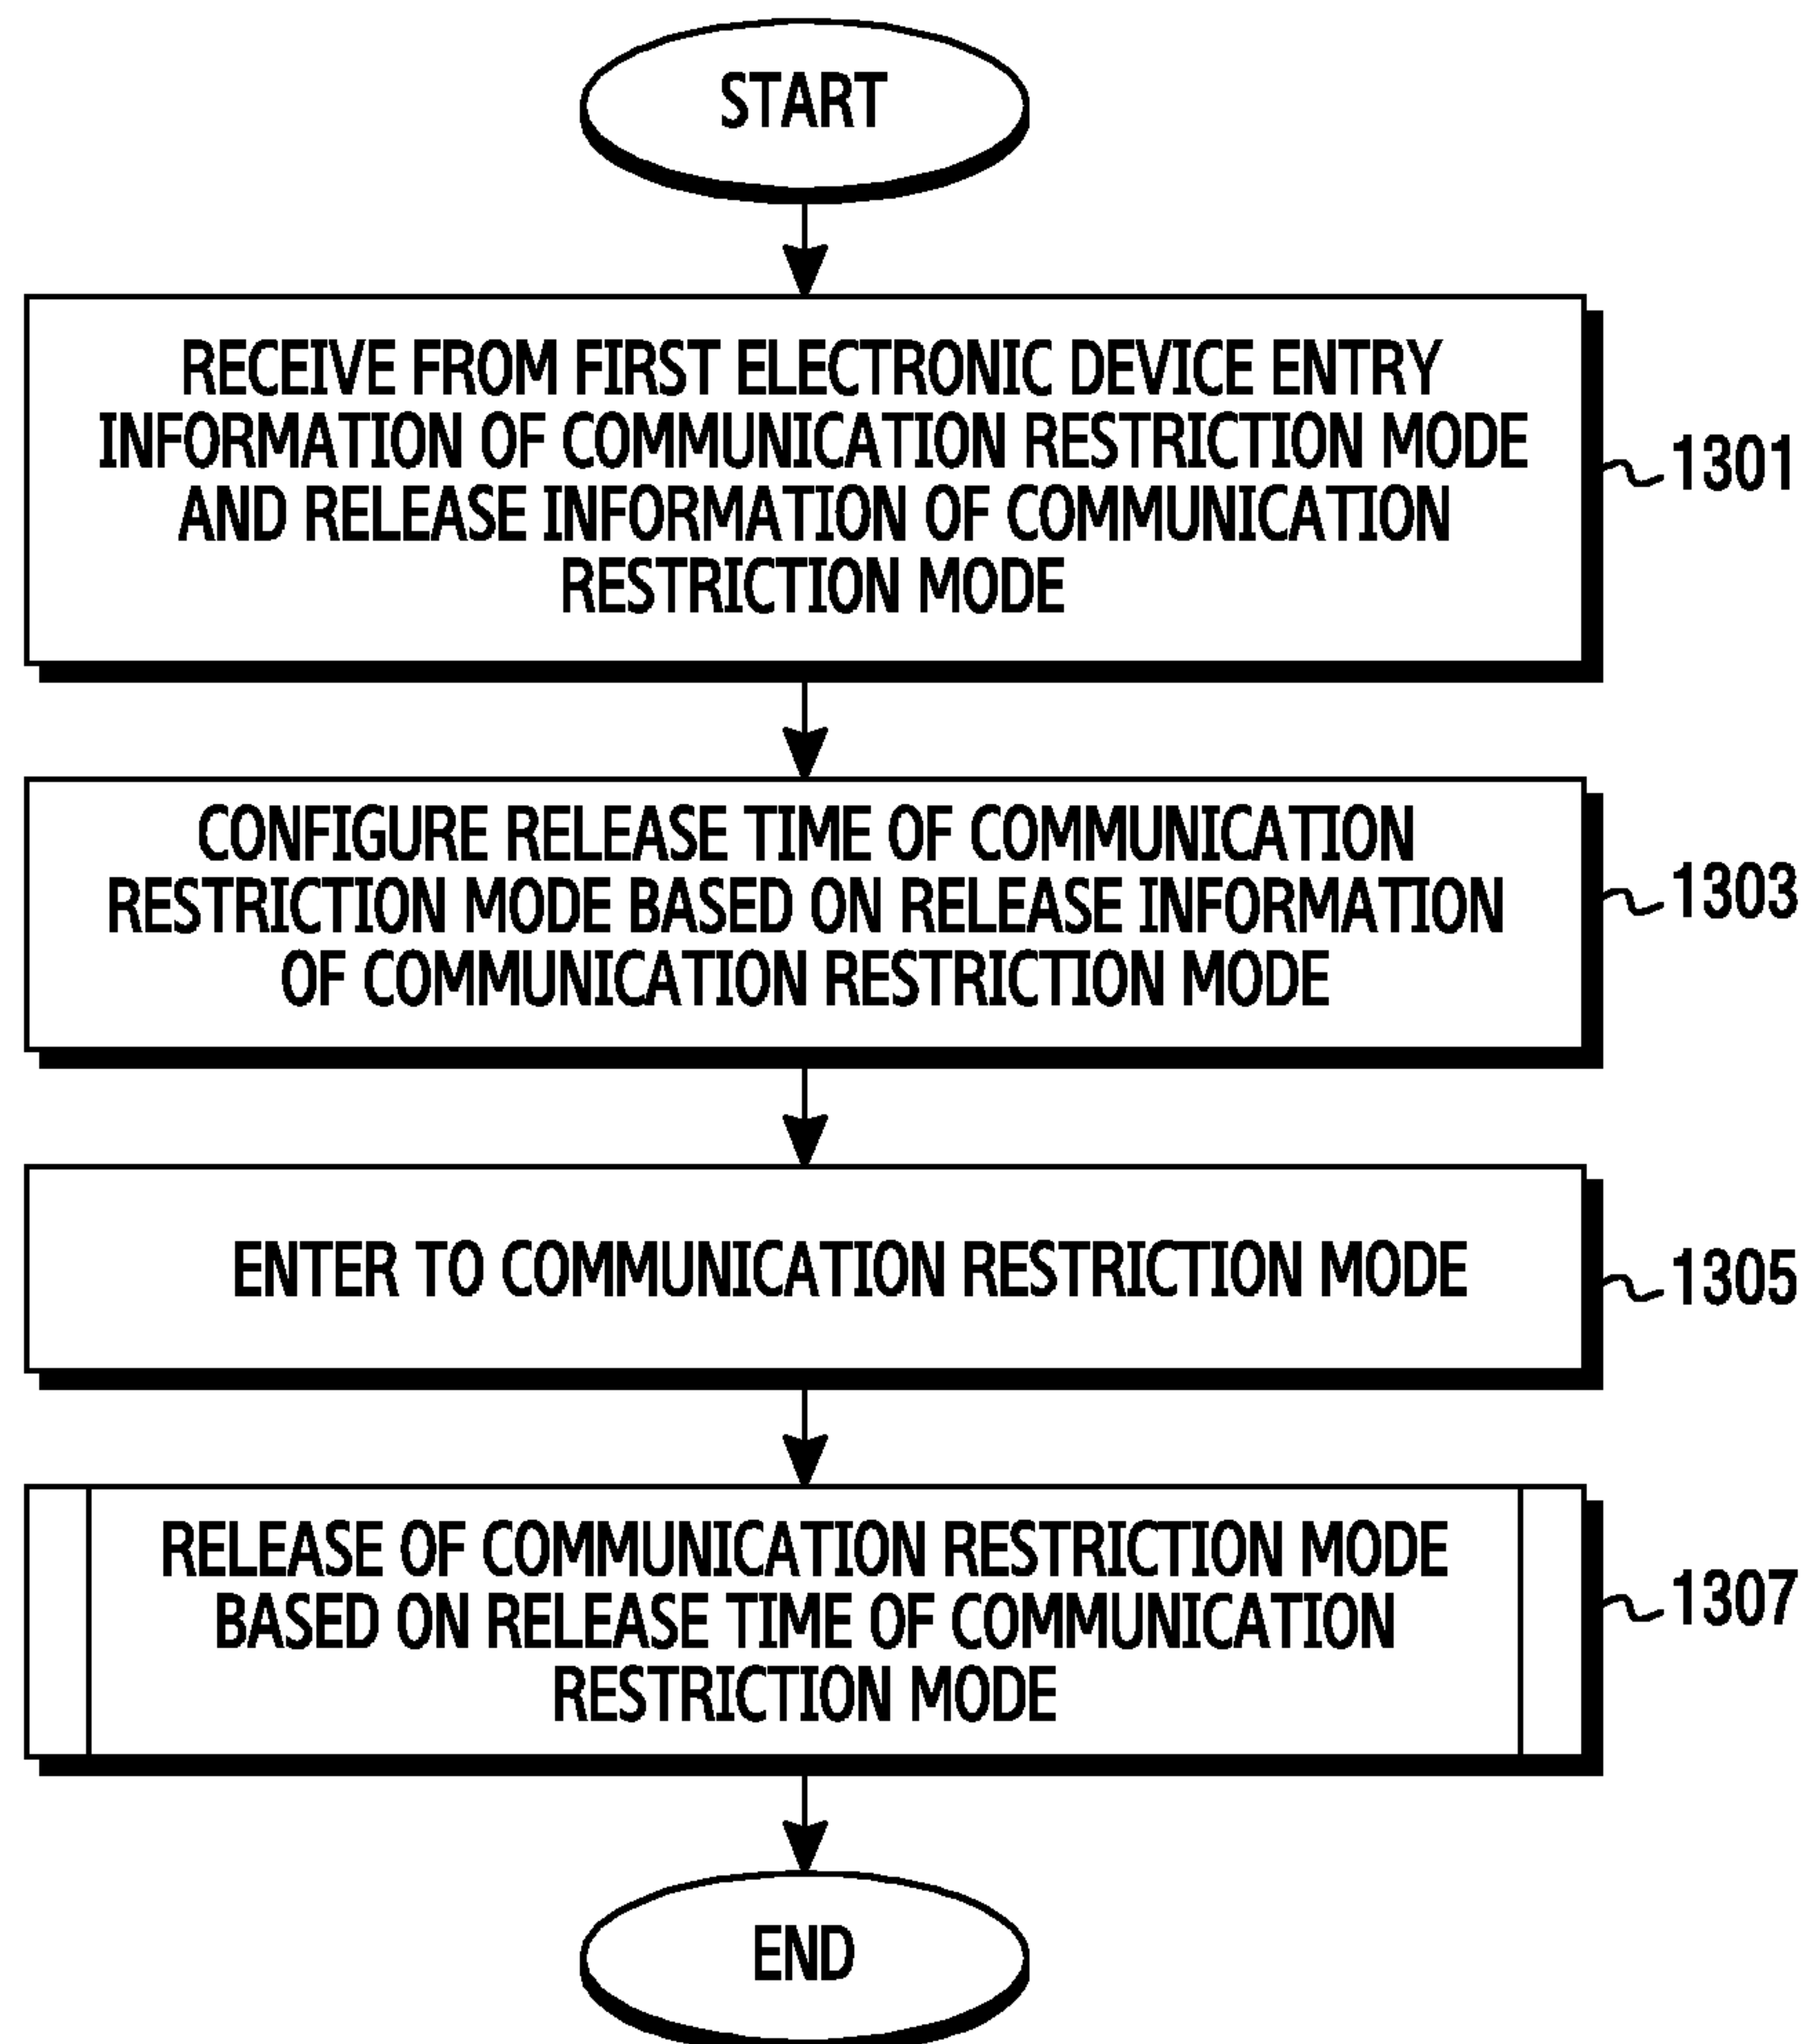 START
RECEIVE FROM FIRST ELECTRONIC DEVICE ENTRY
INFORMATION OF COMMUNICATION RESTRICTION MODE
AND RELEASE INFORMATION OF COMMUNICATION
RESTRICTION MODE
1301
CONFIGURE RELEASE TIME OF COMMUNICATION
RESTRICTION MODE BASED ON RELEASE INFORMATION
OF COMMUNICATION RESTRICTION MODE
1303
ENTER TO COMMUNICATION RESTRICTION MODE
1305
RELEASE OF COMMUNICATION RESTRICTION MODE
BASED ON RELEASE TIME OF COMMUNICATION
RESTRICTION MODE
1307
END